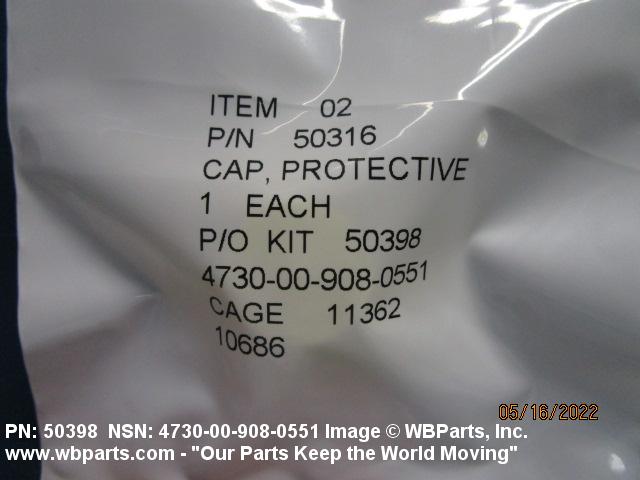 ITEM 02
P/N 50316
CAP, PROTECTIVE
1 EACH
P/O KIT 50398
4730-00-908-0551
CAGE 11362
10686
05/16/2022
PN: 50398 NSN: 4730-00-908-0551 Image © WBParts, Inc.
www.wbparts.com - "Our Parts Keep the World Moving"